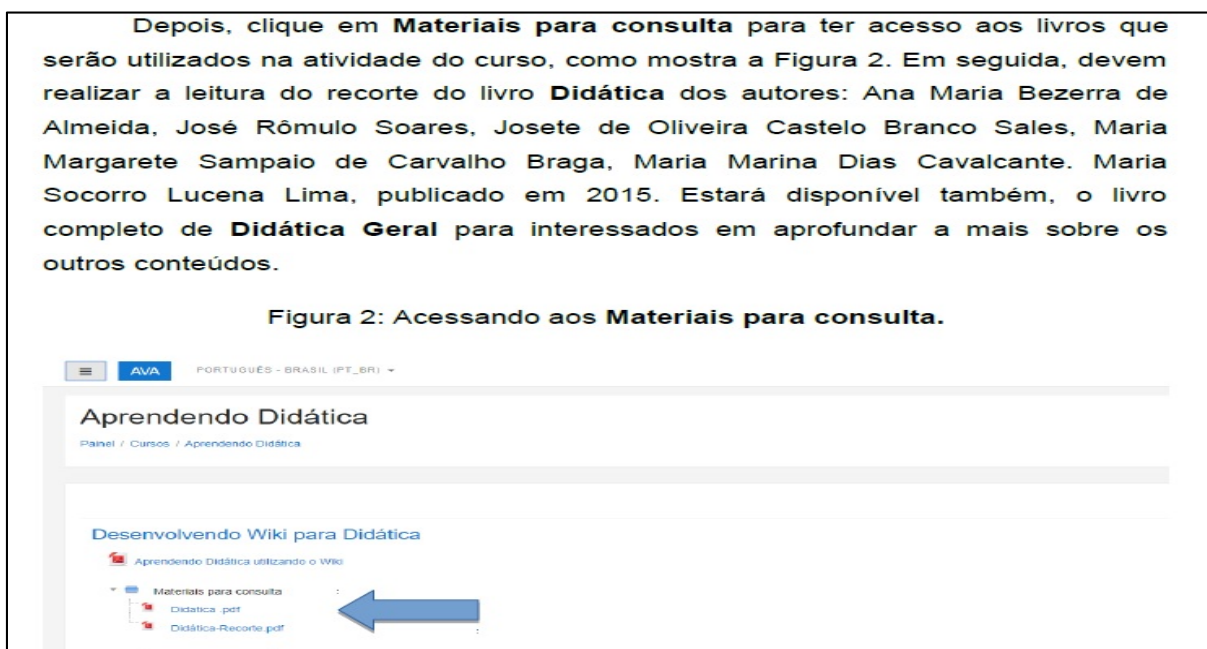 Depois, clique em Materiais para consulta para ter acesso aos livros que
serão utilizados na atividade do curso, como mostra a Figura 2. Em seguida, devem
realizar a leitura do recorte do livro Didática dos autores: Ana Maria Bezerra de
Almeida, José Rômulo Soares, Josete de Oliveira Castelo Branco Sales, Maria
Margarete Sampaio de Carvalho Braga, Maria Marina Dias Cavalcante. Maria
Socorro Lucena Lima, publicado em 2015. Estará disponível também, o livro
completo de Didática Geral para interessados em aprofundar a mais sobre os
outros conteúdos.
Figura 2: Acessando aos Materiais para consulta.
AVA PORTUGUÊS - BRASIL (PT_BR)
Aprendendo Didática
Painel / Cursos / Aprendendo Didática
Desenvolvendo Wiki para Didática
Aprendendo Didática utilizando o Wiki
Materiais para consulta :
Didatica .pdf
Didática-Recorte.pdf :